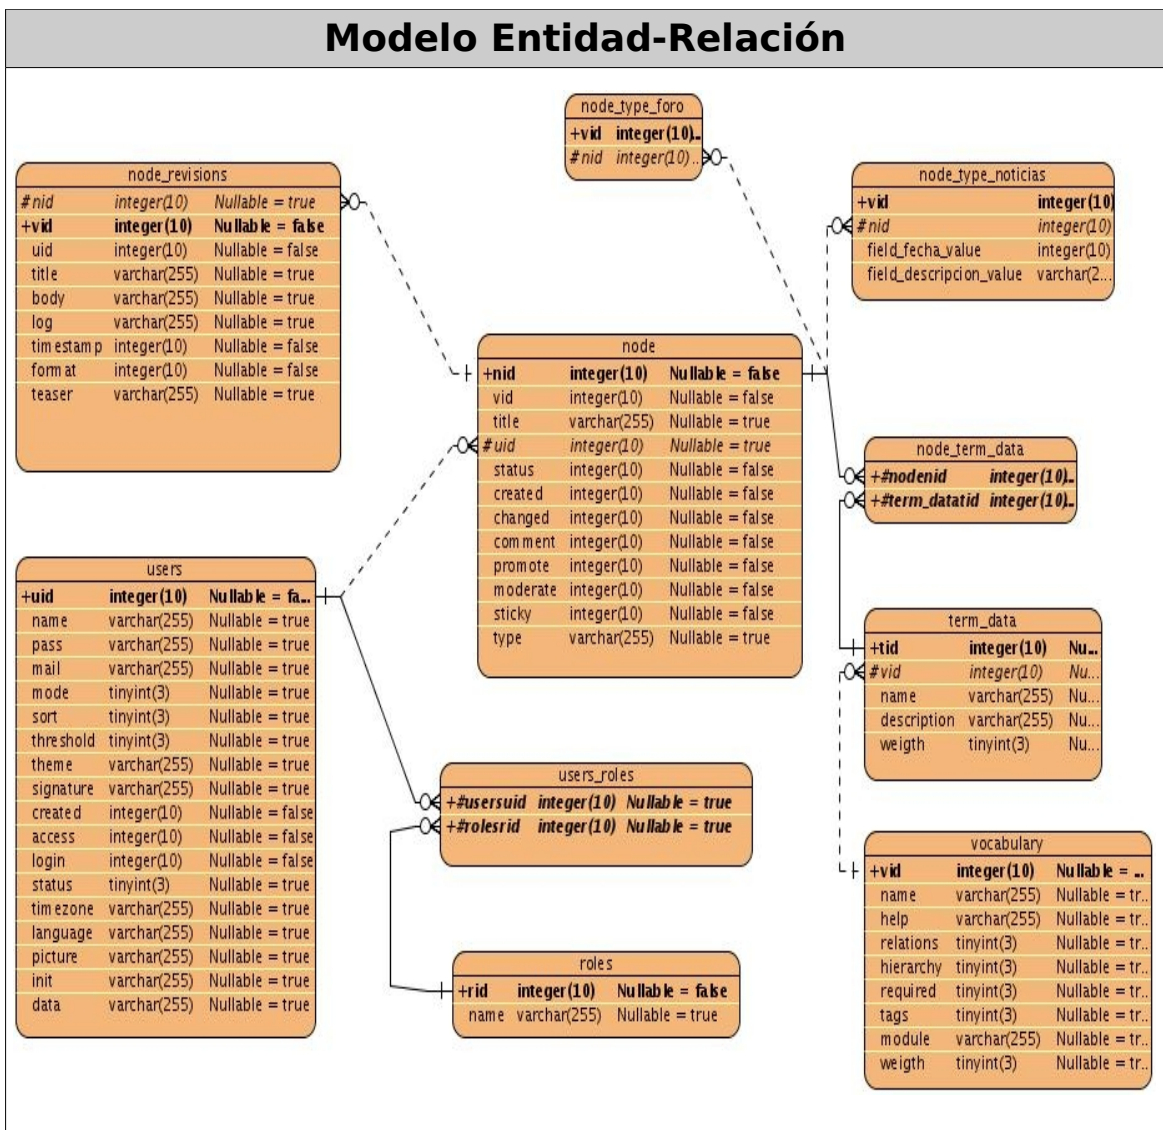 Modelo Entidad-Relación
node_type_foro
+vid integer(10)...
#nid integer(10)...
node_revisions
#nid integer(10) Nullable = true
+vid integer(10) Nullable = false
uid integer(10) Nullable = false
title varchar(255) Nullable = true
body varchar(255) Nullable = true
log varchar(255) Nullable = true
timestamp integer(10) Nullable = false
format integer(10) Nullable = false
teaser varchar(255) Nullable = true
node_type_noticias
+vid integer(10)
#nid integer(10)
field_fecha_value integer(10)
field_descripcion_value varchar(2...
node
+nid integer(10) Nullable = false
vid integer(10) Nullable = false
title varchar(255) Nullable = true
#uid integer(10) Nullable = true
status integer(10) Nullable = false
created integer(10) Nullable = false
changed integer(10) Nullable = false
comment integer(10) Nullable = false
promote integer(10) Nullable = false
moderate integer(10) Nullable = false
sticky integer(10) Nullable = false
type varchar(255) Nullable = true
node_term_data
+#nodenid integer(10)...
+#term_datatid integer(10)...
users
+uid integer(10) Nullable = fa...
name varchar(255) Nullable = true
pass varchar(255) Nullable = true
mail varchar(255) Nullable = true
mode tinyint(3) Nullable = true
sort tinyint(3) Nullable = true
threshold tinyint(3) Nullable = true
theme varchar(255) Nullable = true
signature varchar(255) Nullable = true
created integer(10) Nullable = false
access integer(10) Nullable = false
login integer(10) Nullable = false
status tinyint(3) Nullable = true
timezone varchar(255) Nullable = true
language varchar(255) Nullable = true
picture varchar(255) Nullable = true
init varchar(255) Nullable = true
data varchar(255) Nullable = true
term_data
+tid integer(10) Nu...
#vid integer(10) Nu...
name varchar(255) Nu...
description varchar(255) Nu...
weigth tinyint(3) Nu...
users_roles
+#usersuid integer(10) Nullable = true
+#rolesrid integer(10) Nullable = true
vocabulary
+vid integer(10) Nullable = ...
name varchar(255) Nullable = tr...
help varchar(255) Nullable = tr...
relations tinyint(3) Nullable = tr...
hierarchy tinyint(3) Nullable = tr...
required tinyint(3) Nullable = tr...
tags tinyint(3) Nullable = tr...
module varchar(255) Nullable = tr...
weigth tinyint(3) Nullable = tr...
roles
+rid integer(10) Nullable = false
name varchar(255) Nullable = true